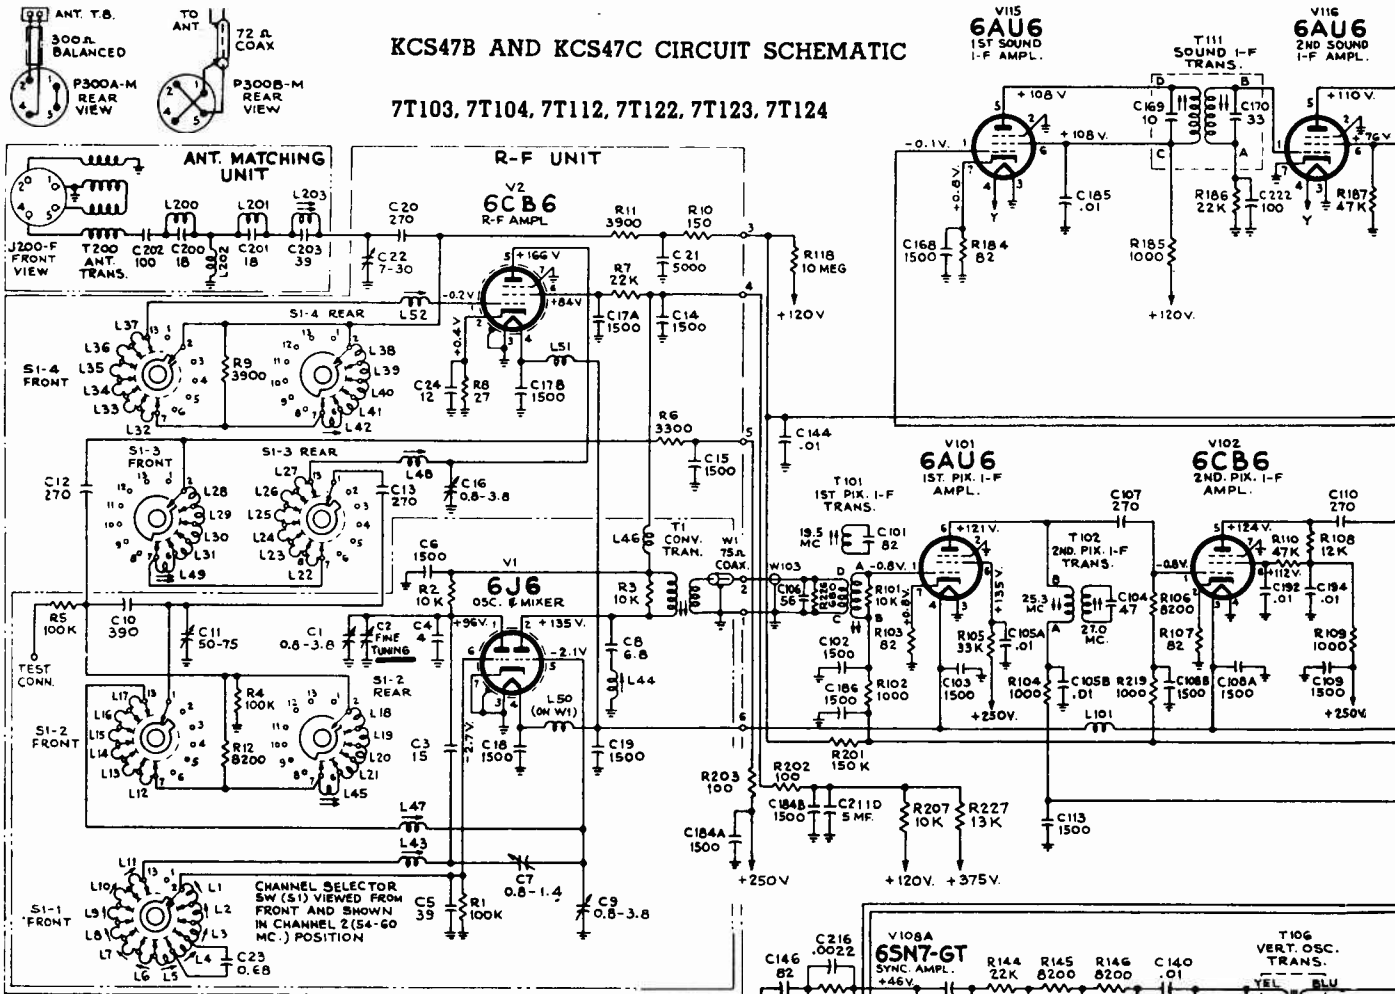 KCS47B AND KCS47C CIRCUIT SCHEMATIC
7T103, 7T104, 7T112, 7T122, 7T123, 7T124
ANT. T.B.
300Ω
BALANCED
P300A-M
REAR
VIEW
TO
ANT
72 Ω
COAX
P300B-M
REAR
VIEW
V115
6AU6
1ST SOUND
I-F AMPL.
+108 V
T111
SOUND I-F
TRANS.
C169
10
C170
33
V116
6AU6
2ND SOUND
I-F AMPL.
+110V.
-0.1V.
+108V.
+0.8V
C185
.01
C168
1500
R184
82
R185
1000
+120V.
R186
22K
C222
100
R187
47K
+76V
ANT. MATCHING
UNIT
J200-F
FRONT
VIEW
T200
ANT.
TRANS.
C202
100
L200
C200
18
L202
L201
C201
18
L203
C203
39
R-F UNIT
V2
6CB6
R-F AMPL
+166 V
-0.2V
+84V
+0.4V
C20
270
C22
7-30
R11
3900
R10
150
C21
5000
R7
22K
C17A
1500
C14
1500
L52
L51
C24
12
R8
27
C17B
1500
R118
10 MEG
+120V
S1-4
FRONT
S1-4 REAR
L37
L36
L35
L34
L33
L32
R9
3900
L38
L39
L40
L41
L42
R6
3300
C15
1500
C144
.01
S1-3
FRONT
S1-3 REAR
C12
270
L28
L29
L30
L31
L49
L27
L26
L25
L24
L23
L22
C13
270
L48
C16
0.8-3.8
C6
1500
R2
10K
V1
6J6
OSC. & MIXER
+96V.
+135V.
-2.1V
-2.7V.
L46
R3
10K
T1
CONV.
TRAN.
W1
75Ω
COAX.
W103
C8
6.8
L44
L50
(ON W1)
C18
1500
C19
1500
R5
100K
TEST
CONN.
C10
390
C11
50-75
C1
0.8-3.8
C2
FINE
TUNING
C4
4
S1-2
FRONT
S1-2
REAR
L17
L16
L15
L14
L13
L12
R4
100K
R12
8200
L18
L19
L20
L21
L45
C3
15
L47
L43
C7
0.8-1.4
C5
39
R1
100K
C9
0.8-3.8
S1-1
FRONT
L11
L10
L9
L8
L7
L6
L5
L4
L3
L2
L1
C23
0.68
CHANNEL SELECTOR
SW (S1) VIEWED FROM
FRONT AND SHOWN
IN CHANNEL 2 (54-60
MC.) POSITION
T101
1ST PIX. I-F
TRANS.
19.5
MC
C101
82
C106
56
V101
6AU6
1ST. PIX. I-F
AMPL.
+121V.
-0.8V.
+0.8V
+135V.
R101
10K
R103
82
C102
1500
C186
1500
R102
1000
C103
1500
R105
33K
C105A
.01
+250V.
R104
1000
C105B
.01
T102
2ND. PIX. I-F
TRANS.
25.3
MC
27.0
MC.
C104
47
C107
270
R106
8200
V102
6CB6
2ND. PIX. I-F
AMPL.
+124V.
-0.8V.
+112V.
R107
82
R219
1000
C108B
1500
C108A
1500
L101
R110
47K
R108
12K
C110
270
C192
.01
C194
.01
R109
1000
C109
1500
+250V.
R201
150K
R203
100
R202
100
C184A
1500
+250V
C184B
1500
C211D
5 MF.
R207
10K
R227
13K
+120V.
+375V.
C113
1500
C146
82
C216
.0022
V108A
6SN7-GT
SYNC. AMPL.
+46V.
R144
22K
R145
8200
R146
8200
C140
.01
T106
VERT. OSC.
TRANS.
YEL
BLU